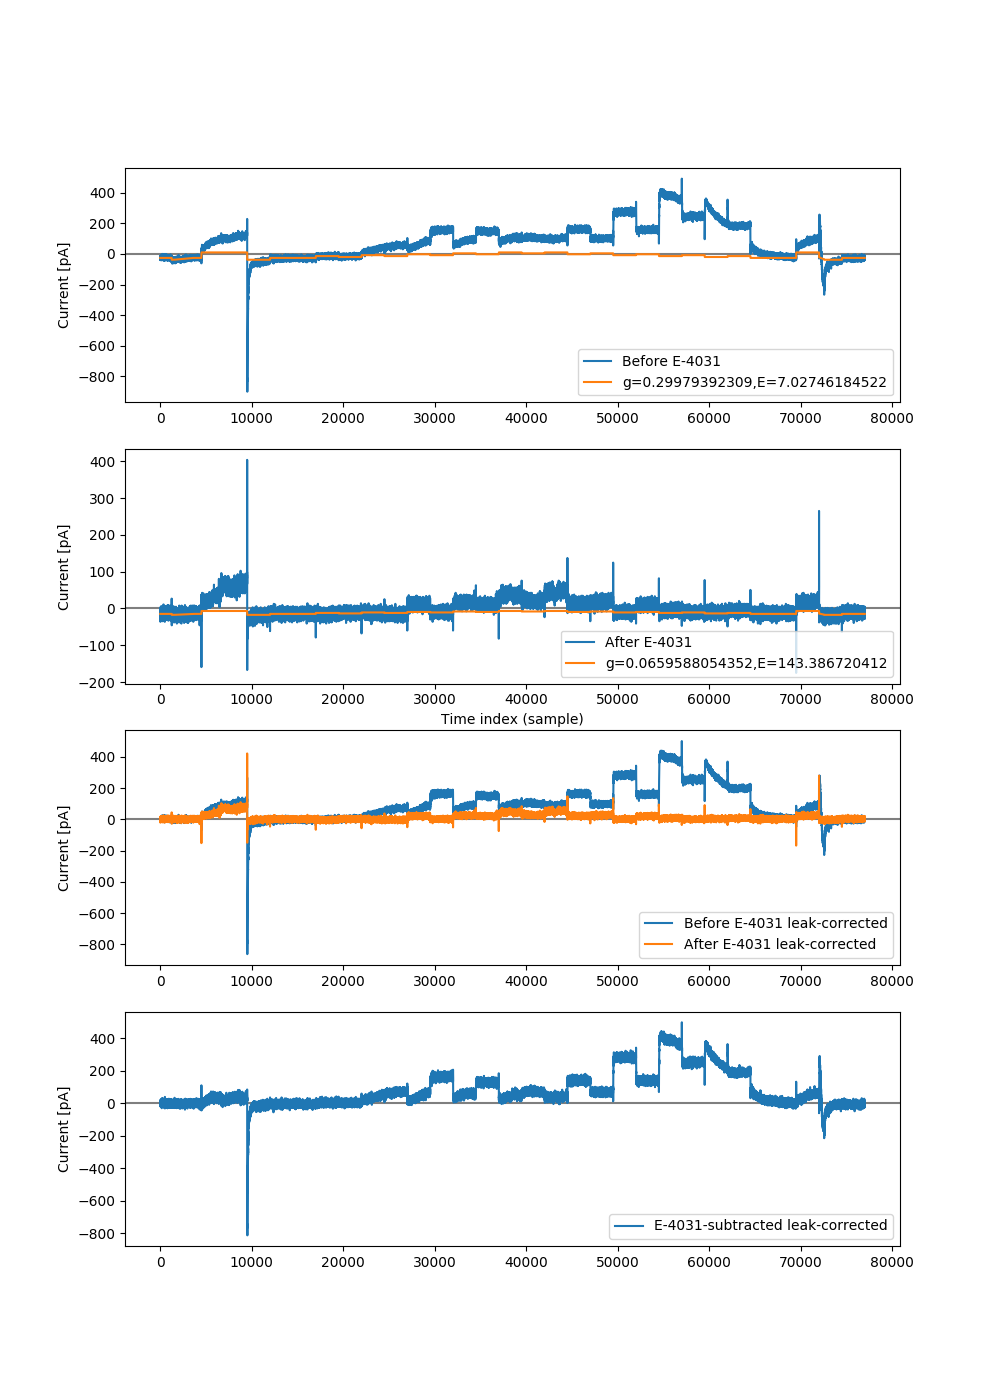 400
200
0
−200
−400
−600
−800
Current [pA]
Before E-4031
g=0.29979392309,E=7.02746184522
0 10000 20000 30000 40000 50000 60000 70000 80000
400
300
200
100
0
−100
−200
Current [pA]
After E-4031
g=0.0659588054352,E=143.386720412
0 10000 20000 30000 40000 50000 60000 70000 80000
Time index (sample)
400
200
0
−200
−400
−600
−800
Current [pA]
Before E-4031 leak-corrected
After E-4031 leak-corrected
0 10000 20000 30000 40000 50000 60000 70000 80000
400
200
0
−200
−400
−600
−800
Current [pA]
E-4031-subtracted leak-corrected
0 10000 20000 30000 40000 50000 60000 70000 80000